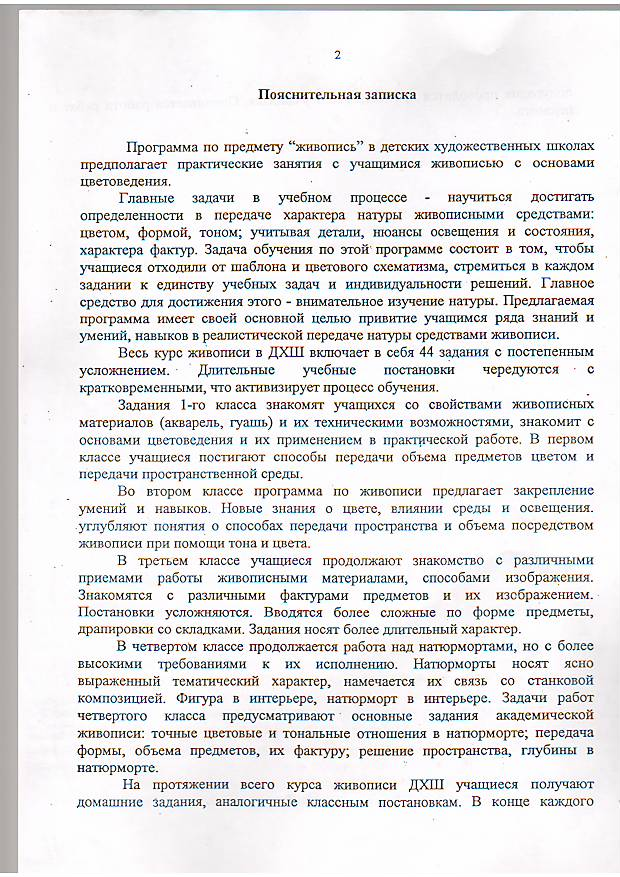 2
Пояснительная записка
Программа по предмету “живопись” в детских художественных школах
предполагает практические занятия с учащимися живописью с основами
цветоведения.
Главные задачи в учебном процессе - научиться достигать
определенности в передаче характера натуры живописными средствами:
цветом, формой, тоном; учитывая детали, нюансы освещения и состояния,
характера фактур. Задача обучения по этой программе состоит в том, чтобы
учащиеся отходили от шаблона и цветового схематизма, стремиться в каждом
задании к единству учебных задач и индивидуальности решений. Главное
средство для достижения этого - внимательное изучение натуры. Предлагаемая
программа имеет своей основной целью привитие учащимся ряда знаний и
умений, навыков в реалистической передаче натуры средствами живописи.
Весь курс живописи в ДХШ включает в себя 44 задания с постепенным
усложнением. Длительные учебные постановки чередуются с
кратковременными, что активизирует процесс обучения.
Задания 1-го класса знакомят учащихся со свойствами живописных
материалов (акварель, гуашь) и их техническими возможностями, знакомит с
основами цветоведения и их применением в практической работе. В первом
классе учащиеся постигают способы передачи объема предметов цветом и
передачи пространственной среды.
Во втором классе программа по живописи предлагает закрепление
умений и навыков. Новые знания о цвете, влиянии среды и освещения.
углубляют понятия о способах передачи пространства и объема посредством
живописи при помощи тона и цвета.
В третьем классе учащиеся продолжают знакомство с различными
приемами работы живописными материалами, способами изображения.
Знакомятся с различными фактурами предметов и их изображением.
Постановки усложняются. Вводятся более сложные по форме предметы,
драпировки со складками. Задания носят более длительный характер.
В четвертом классе продолжается работа над натюрмортами, но с более
высокими требованиями к их исполнению. Натюрморты носят ясно
выраженный тематический характер, намечается их связь со станковой
композицией. Фигура в интерьере, натюрморт в интерьере. Задачи работ
четвертого класса предусматривают основные задания академической
живописи: точные цветовые и тональные отношения в натюрморте; передача
формы, объема предметов, их фактуру; решение пространства, глубины в
натюрморте.
На протяжении всего курса живописи ДХШ учащиеся получают
домашние задания, аналогичные классным постановкам. В конце каждого